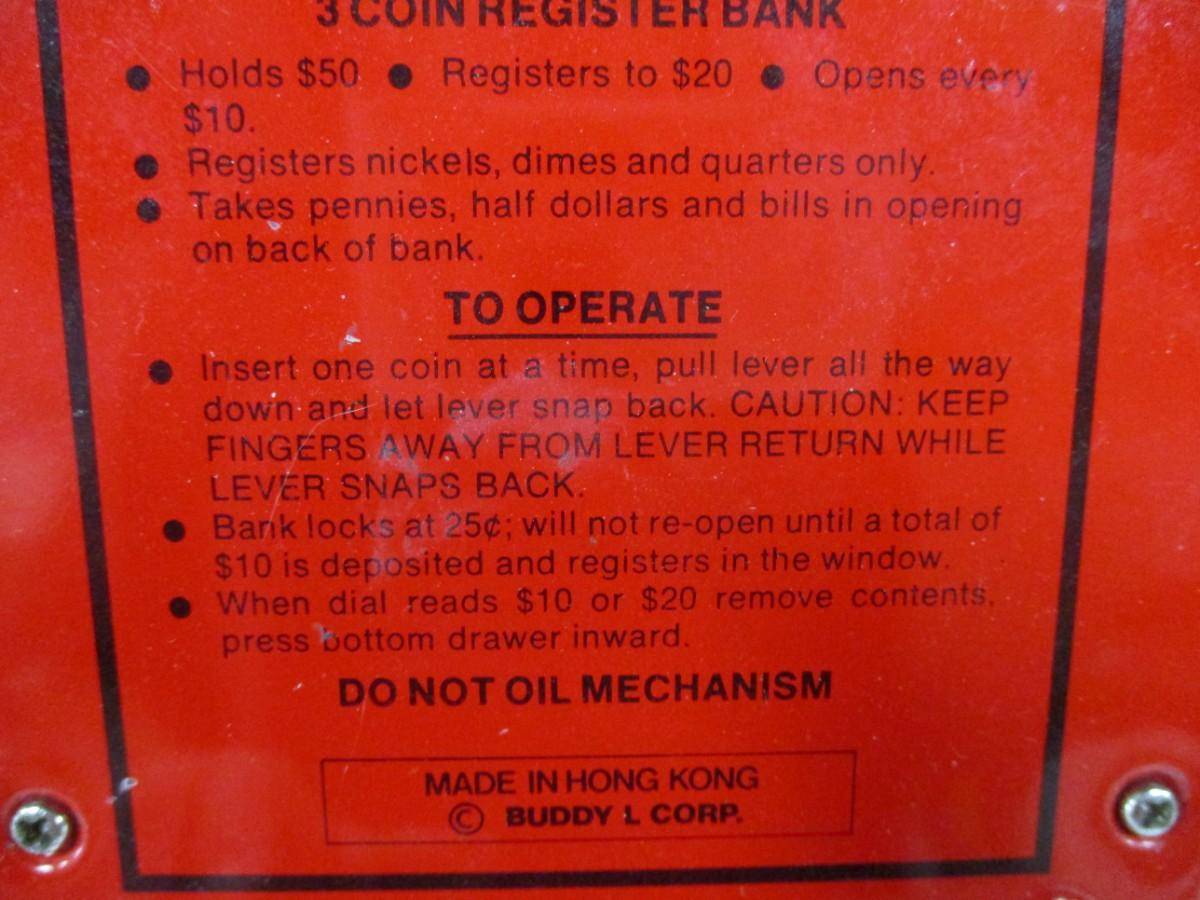 3 COIN REGISTER BANK
● Holds $50 ● Registers to $20 ● Opens every
$10.
● Registers nickels, dimes and quarters only.
● Takes pennies, half dollars and bills in opening
on back of bank.
TO OPERATE
● Insert one coin at a time, pull lever all the way
down and let lever snap back. CAUTION: KEEP
FINGERS AWAY FROM LEVER RETURN WHILE
LEVER SNAPS BACK.
● Bank locks at 25¢; will not re-open until a total of
$10 is deposited and registers in the window.
● When dial reads $10 or $20 remove contents,
press bottom drawer inward.
DO NOT OIL MECHANISM
MADE IN HONG KONG
© BUDDY L CORP.